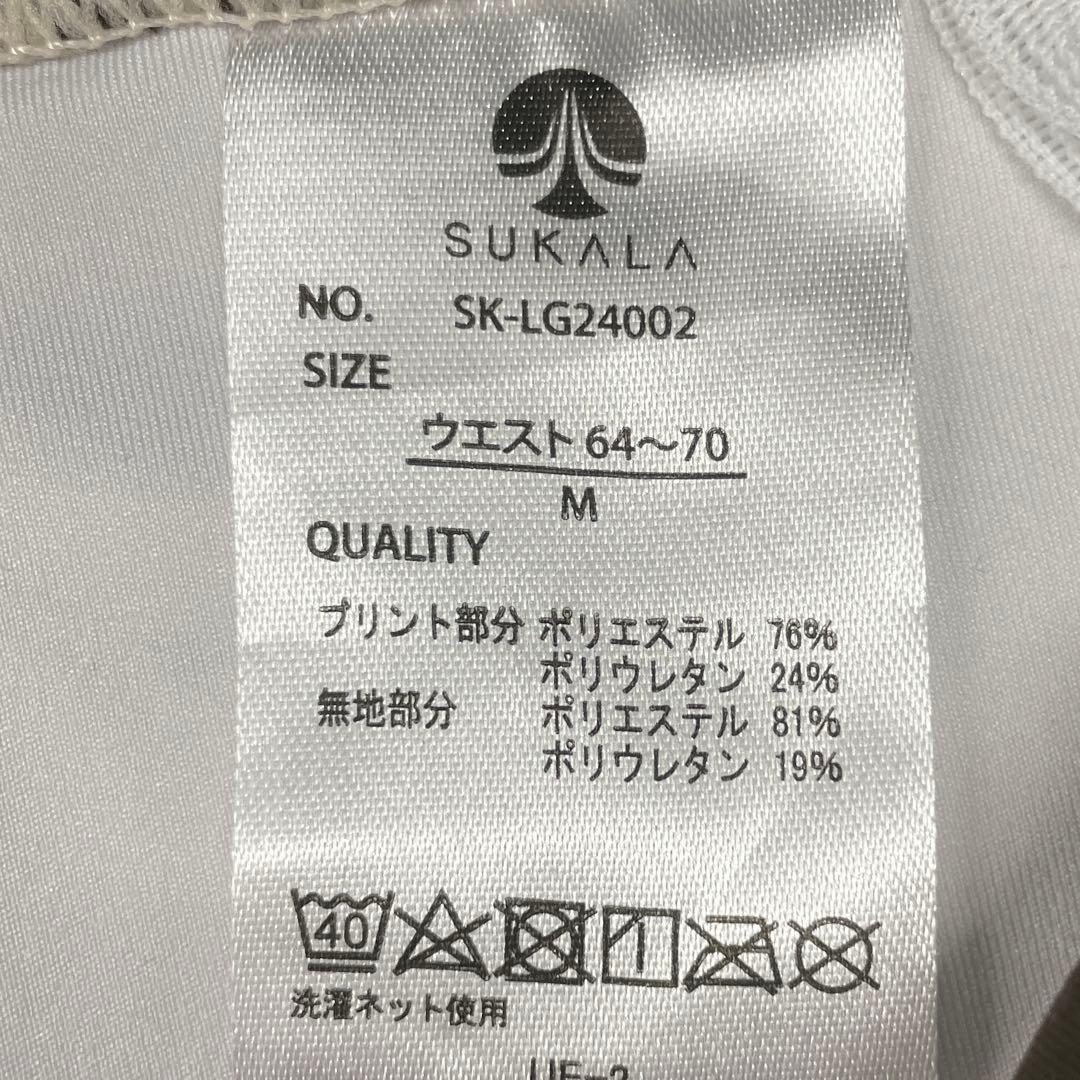 SUKALA
NO. SK-LG24002
SIZE
ウエスト 64〜70
M
QUALITY
プリント部分 ポリエステル 76%
ポリウレタン 24%
無地部分 ポリエステル 81%
ポリウレタン 19%
40
洗濯ネット使用